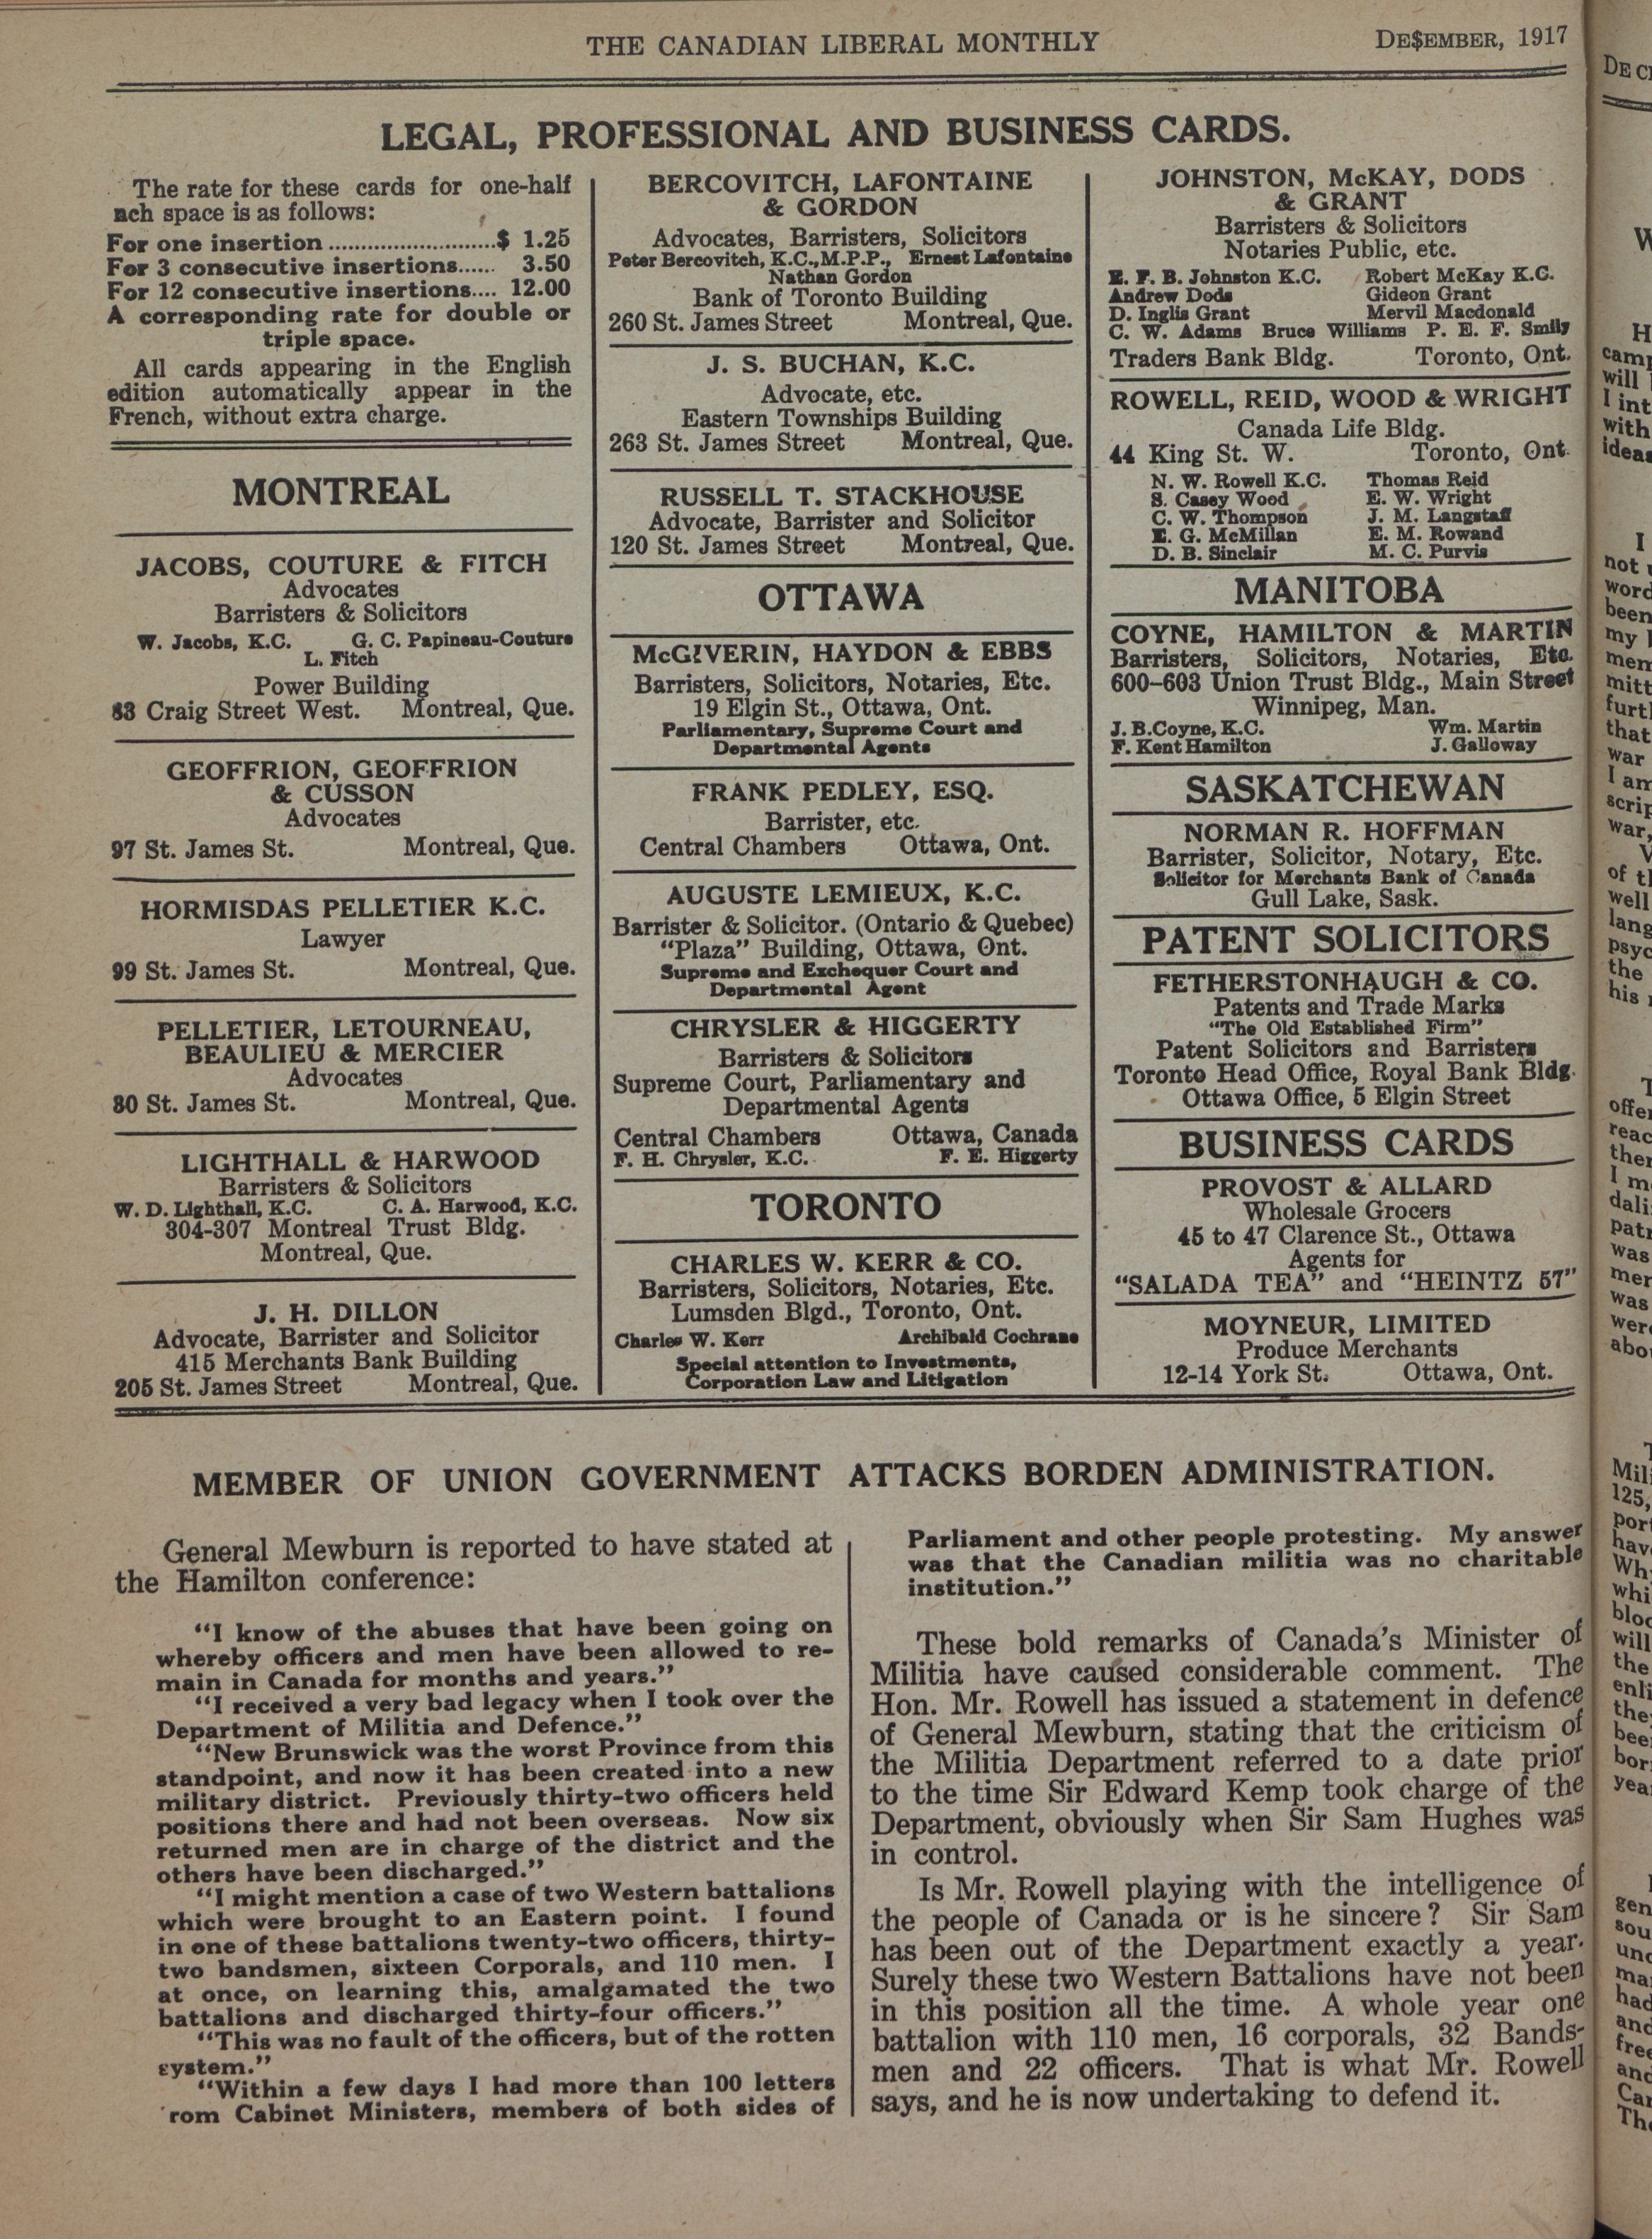 THE CANADIAN LIBERAL MONTHLY
DE$EMBER, 1917
LEGAL, PROFESSIONAL AND BUSINESS CARDS.
The rate for these cards for one-half
nch space is as follows:
For one insertion ..........................$ 1.25
For 3 consecutive insertions...... 3.50
For 12 consecutive insertions.... 12.00
A corresponding rate for double or
triple space.
All cards appearing in the English
edition automatically appear in the
French, without extra charge.
MONTREAL
JACOBS, COUTURE & FITCH
Advocates
Barristers & Solicitors
W. Jacobs, K.C. G. C. Papineau-Couture
L. Fitch
Power Building
83 Craig Street West. Montreal, Que.
GEOFFRION, GEOFFRION
& CUSSON
Advocates
97 St. James St. Montreal, Que.
HORMISDAS PELLETIER K.C.
Lawyer
99 St. James St. Montreal, Que.
PELLETIER, LETOURNEAU,
BEAULIEU & MERCIER
Advocates
80 St. James St. Montreal, Que.
LIGHTHALL & HARWOOD
Barristers & Solicitors
W. D. Lighthall, K.C. C. A. Harwood, K.C.
304-307 Montreal Trust Bldg.
Montreal, Que.
J. H. DILLON
Advocate, Barrister and Solicitor
415 Merchants Bank Building
205 St. James Street Montreal, Que.
BERCOVITCH, LAFONTAINE
& GORDON
Advocates, Barristers, Solicitors
Peter Bercovitch, K.C.,M.P.P., Ernest Lafontaine
Nathan Gordon
Bank of Toronto Building
260 St. James Street Montreal, Que.
J. S. BUCHAN, K.C.
Advocate, etc.
Eastern Townships Building
263 St. James Street Montreal, Que.
RUSSELL T. STACKHOUSE
Advocate, Barrister and Solicitor
120 St. James Street Montreal, Que.
OTTAWA
McGIVERIN, HAYDON & EBBS
Barristers, Solicitors, Notaries, Etc.
19 Elgin St., Ottawa, Ont.
Parliamentary, Supreme Court and
Departmental Agents
FRANK PEDLEY, ESQ.
Barrister, etc.
Central Chambers Ottawa, Ont.
AUGUSTE LEMIEUX, K.C.
Barrister & Solicitor. (Ontario & Quebec)
"Plaza" Building, Ottawa, Ont.
Supreme and Exchequer Court and
Departmental Agent
CHRYSLER & HIGGERTY
Barristers & Solicitors
Supreme Court, Parliamentary and
Departmental Agents
Central Chambers Ottawa, Canada
F. H. Chrysler, K.C. F. E. Higgerty
TORONTO
CHARLES W. KERR & CO.
Barristers, Solicitors, Notaries, Etc.
Lumsden Blgd., Toronto, Ont.
Charles W. Kerr Archibald Cochrane
Special attention to Investments,
Corporation Law and Litigation
JOHNSTON, McKAY, DODS
& GRANT
Barristers & Solicitors
Notaries Public, etc.
E. F. B. Johnston K.C. Robert McKay K.C.
Andrew Dods Gideon Grant
D. Inglis Grant Mervil Macdonald
C. W. Adams Bruce Williams P. E. F. Smily
Traders Bank Bldg. Toronto, Ont.
ROWELL, REID, WOOD & WRIGHT
Canada Life Bldg.
44 King St. W. Toronto, Ont.
N. W. Rowell K.C. Thomas Reid
S. Casey Wood E. W. Wright
C. W. Thompson J. M. Langstaff
E. G. McMillan E. M. Rowand
D. B. Sinclair M. C. Purvis
MANITOBA
COYNE, HAMILTON & MARTIN
Barristers, Solicitors, Notaries, Etc.
600-603 Union Trust Bldg., Main Street
Winnipeg, Man.
J. B. Coyne, K.C. Wm. Martin
F. Kent Hamilton J. Galloway
SASKATCHEWAN
NORMAN R. HOFFMAN
Barrister, Solicitor, Notary, Etc.
Solicitor for Merchants Bank of Canada
Gull Lake, Sask.
PATENT SOLICITORS
FETHERSTONHAUGH & CO.
Patents and Trade Marks
"The Old Established Firm"
Patent Solicitors and Barristers
Toronto Head Office, Royal Bank Bldg.
Ottawa Office, 5 Elgin Street
BUSINESS CARDS
PROVOST & ALLARD
Wholesale Grocers
45 to 47 Clarence St., Ottawa
Agents for
"SALADA TEA" and "HEINTZ 57"
MOYNEUR, LIMITED
Produce Merchants
12-14 York St. Ottawa, Ont.
MEMBER OF UNION GOVERNMENT ATTACKS BORDEN ADMINISTRATION.
General Mewburn is reported to have stated at
the Hamilton conference:
"I know of the abuses that have been going on
whereby officers and men have been allowed to re-
main in Canada for months and years."
"I received a very bad legacy when I took over the
Department of Militia and Defence."
"New Brunswick was the worst Province from this
standpoint, and now it has been created into a new
military district. Previously thirty-two officers held
positions there and had not been overseas. Now six
returned men are in charge of the district and the
others have been discharged."
"I might mention a case of two Western battalions
which were brought to an Eastern point. I found
in one of these battalions twenty-two officers, thirty-
two bandsmen, sixteen Corporals, and 110 men. I
at once, on learning this, amalgamated the two
battalions and discharged thirty-four officers."
"This was no fault of the officers, but of the rotten
system."
"Within a few days I had more than 100 letters
rom Cabinet Ministers, members of both sides of
Parliament and other people protesting. My answer
was that the Canadian militia was no charitable
institution."
These bold remarks of Canada's Minister of
Militia have caused considerable comment. The
Hon. Mr. Rowell has issued a statement in defence
of General Mewburn, stating that the criticism of
the Militia Department referred to a date prior
to the time Sir Edward Kemp took charge of the
Department, obviously when Sir Sam Hughes was
in control.
Is Mr. Rowell playing with the intelligence of
the people of Canada or is he sincere? Sir Sam
has been out of the Department exactly a year.
Surely these two Western Battalions have not been
in this position all the time. A whole year one
battalion with 110 men, 16 corporals, 32 Bands-
men and 22 officers. That is what Mr. Rowell
says, and he is now undertaking to defend it.